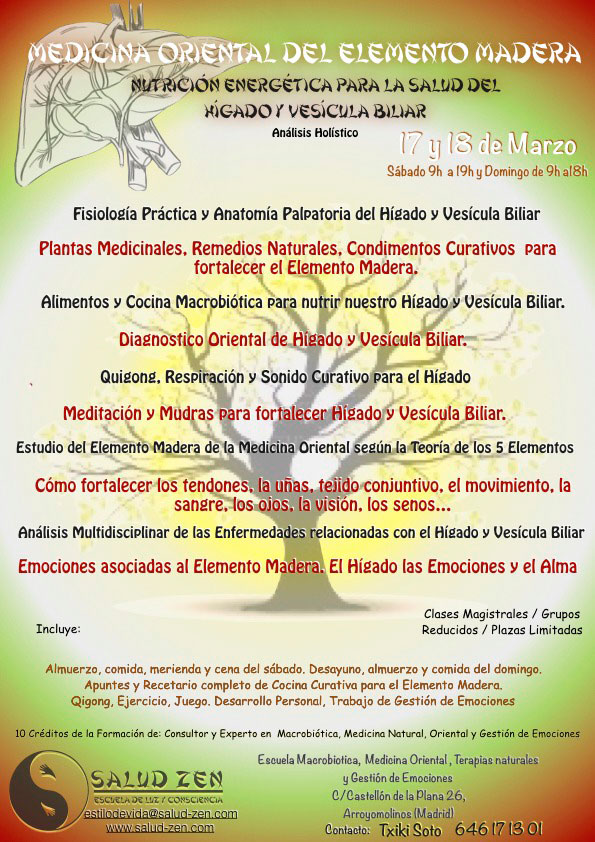 MEDICINA ORIENTAL DEL ELEMENTO MADERA
NUTRICIÓN ENERGÉTICA PARA LA SALUD DEL
HÍGADO Y VESÍCULA BILIAR
Análisis Holístico
17 y 18 de Marzo
Sábado 9h a 19h y Domingo de 9h a18h
Fisiología Práctica y Anatomía Palpatoria del Hígado y Vesícula Biliar
Plantas Medicinales, Remedios Naturales, Condimentos Curativos para
fortalecer el Elemento Madera.
Alimentos y Cocina Macrobiótica para nutrir nuestro Hígado y Vesícula Biliar.
Diagnostico Oriental de Higado y Vesícula Biliar.
Quigong, Respiración y Sonido Curativo para el Hígado
Meditación y Mudras para fortalecer Hígado y Vesícula Biliar.
Estudio del Elemento Madera de la Medicina Oriental según la Teoría de los 5 Elementos
Cómo fortalecer los tendones, la uñas, tejido conjuntivo, el movimiento, la
sangre, los ojos, la visión, los senos...
Análisis Multidisciplinar de las Enfermedades relacionadas con el Hígado y Vesícula Biliar
Emociones asociadas al Elemento Madera. El Hígado las Emociones y el Alma
Clases Magistrales / Grupos
Reducidos / Plazas Limitadas
Incluye:
Almuerzo, comida, merienda y cena del sábado. Desayuno, almuerzo y comida del domingo.
Apuntes y Recetario completo de Cocina Curativa para el Elemento Madera.
Qigong, Ejercicio, Juego. Desarrollo Personal, Trabajo de Gestión de Emociones
10 Créditos de la Formación de: Consultor y Experto en Macrobiótica, Medicina Natural, Oriental y Gestión de Emociones
SALUD ZEN
ESCUELA DE LUZ Y CONSCIENCIA
estilodevida@salud-zen.com
www.salud-zen.com
Escuela Macrobiotica, Medicina Oriental, Terapias naturales
y Gestión de Emociones
C/Castellón de la Plana 26,
Arroyomolinos (Madrid)
Contacto: Txiki Soto 646 17 13 01